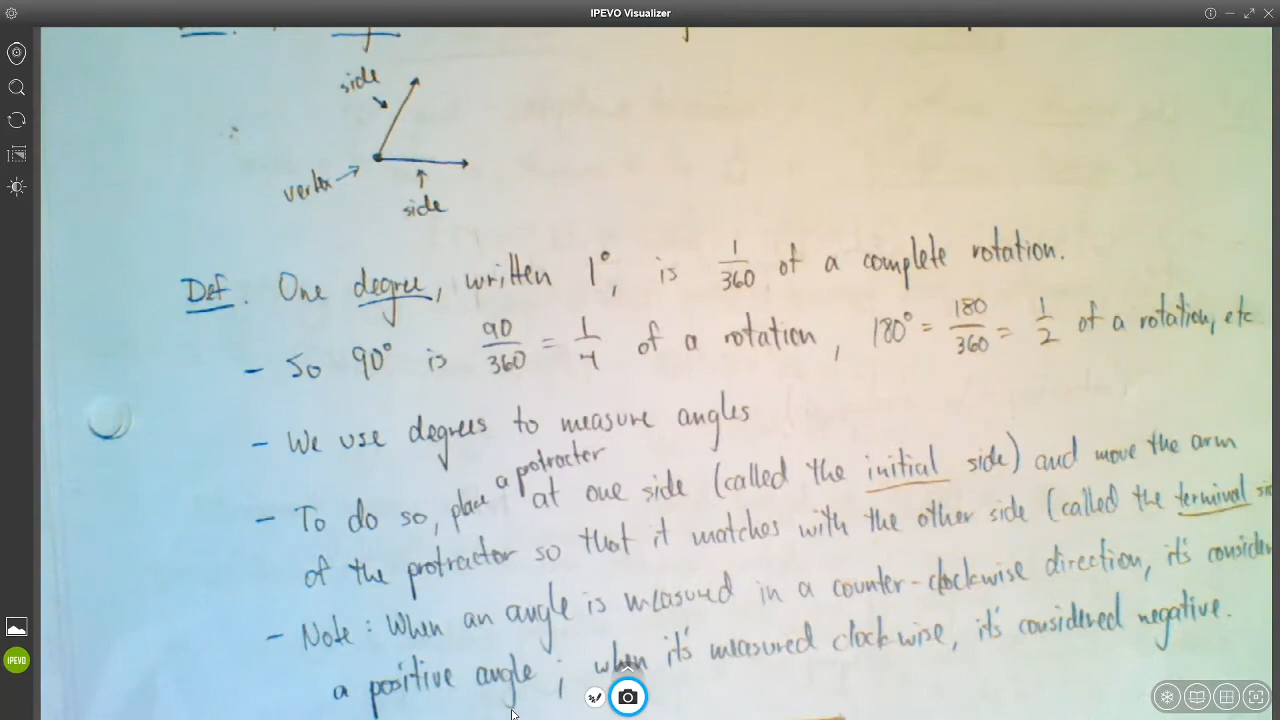 IPEVO Visualizer
side
vertex
side
Def. One degree, written 1°, is 1/360 of a complete rotation.
- So 90° is 90/360 = 1/4 of a rotation, 180° = 180/360 = 1/2 of a rotation, etc
- We use degrees to measure angles
a protracter
- To do so, place at one side (called the initial side) and move the arm
of the protractor so that it matches with the other side (called the terminal si
- Note: When an angle is measured in a counter-clockwise direction, it's consider
a positive angle; when it's measured clockwise, it's considered negative.
IPEVO